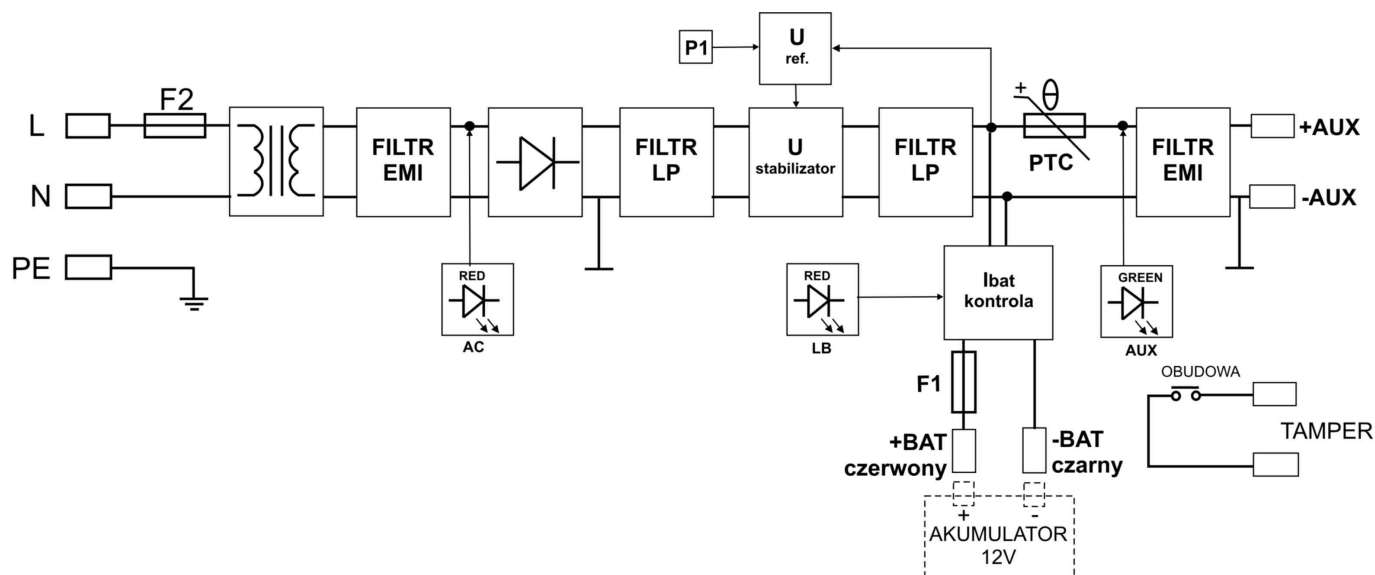 P1
U
ref.
F2
L
N
PE
FILTR
EMI
FILTR
LP
U
stabilizator
FILTR
LP
+
θ
PTC
FILTR
EMI
+AUX
-AUX
RED
AC
RED
LB
Ibat
kontrola
GREEN
AUX
F1
+BAT
czerwony
-BAT
czarny
OBUDOWA
TAMPER
+ -
AKUMULATOR
12V